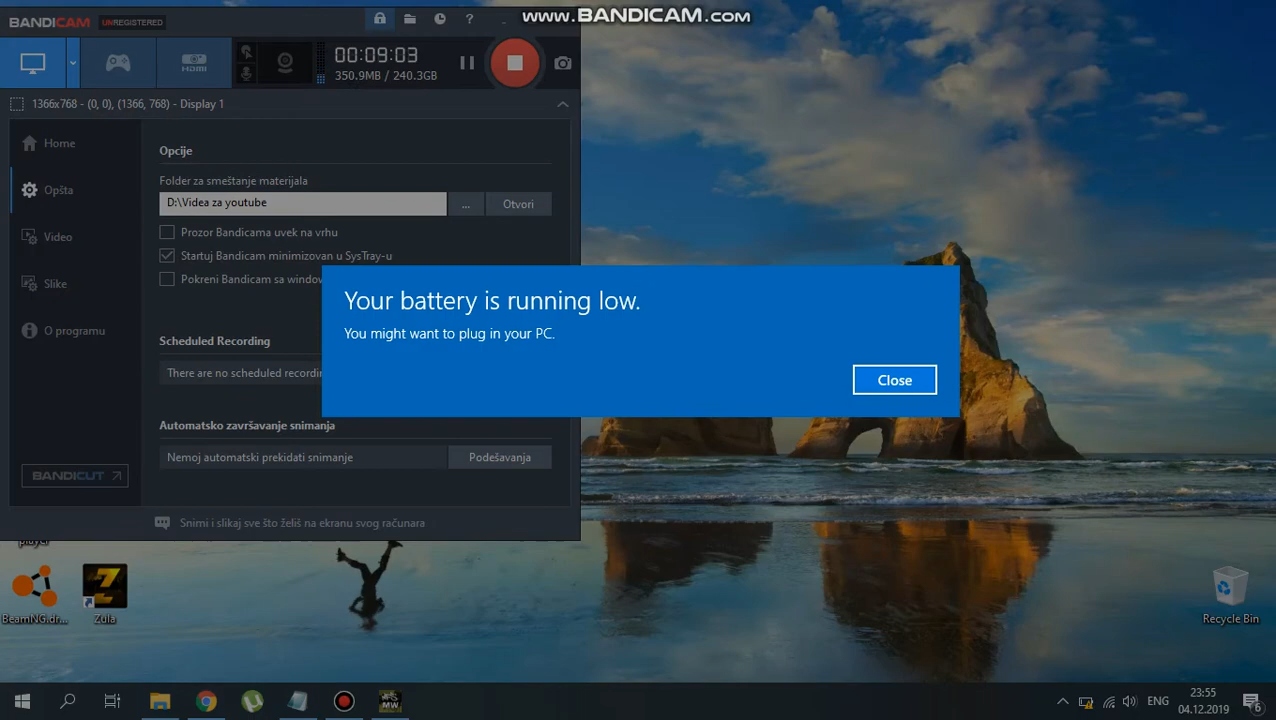 BANDICAM UNREGISTERED
?
www.BANDICAM.com
HDMI
00:09:03
350.9MB / 240.3GB
1366x768 - (0, 0), (1366, 768) - Display 1
Home
Opšta
Video
Slike
O programu
BANDICUT
Opcije
Folder za smeštanje materijala
D:\Videa za youtube
...
Otvori
Prozor Bandicama uvek na vrhu
Startuj Bandicam minimizovan u SysTray-u
Pokreni Bandicam sa window
Your battery is running low.
You might want to plug in your PC.
Close
Scheduled Recording
There are no scheduled recordin
Automatsko završavanje snimanja
Nemoj automatski prekidati snimanje
Podešavanja
Snimi i slikaj sve što želiš na ekranu svog računara
player
BeamNG.dr...
Z
Zula
Recycle Bin
MW
ENG
23:55
04.12.2019
6